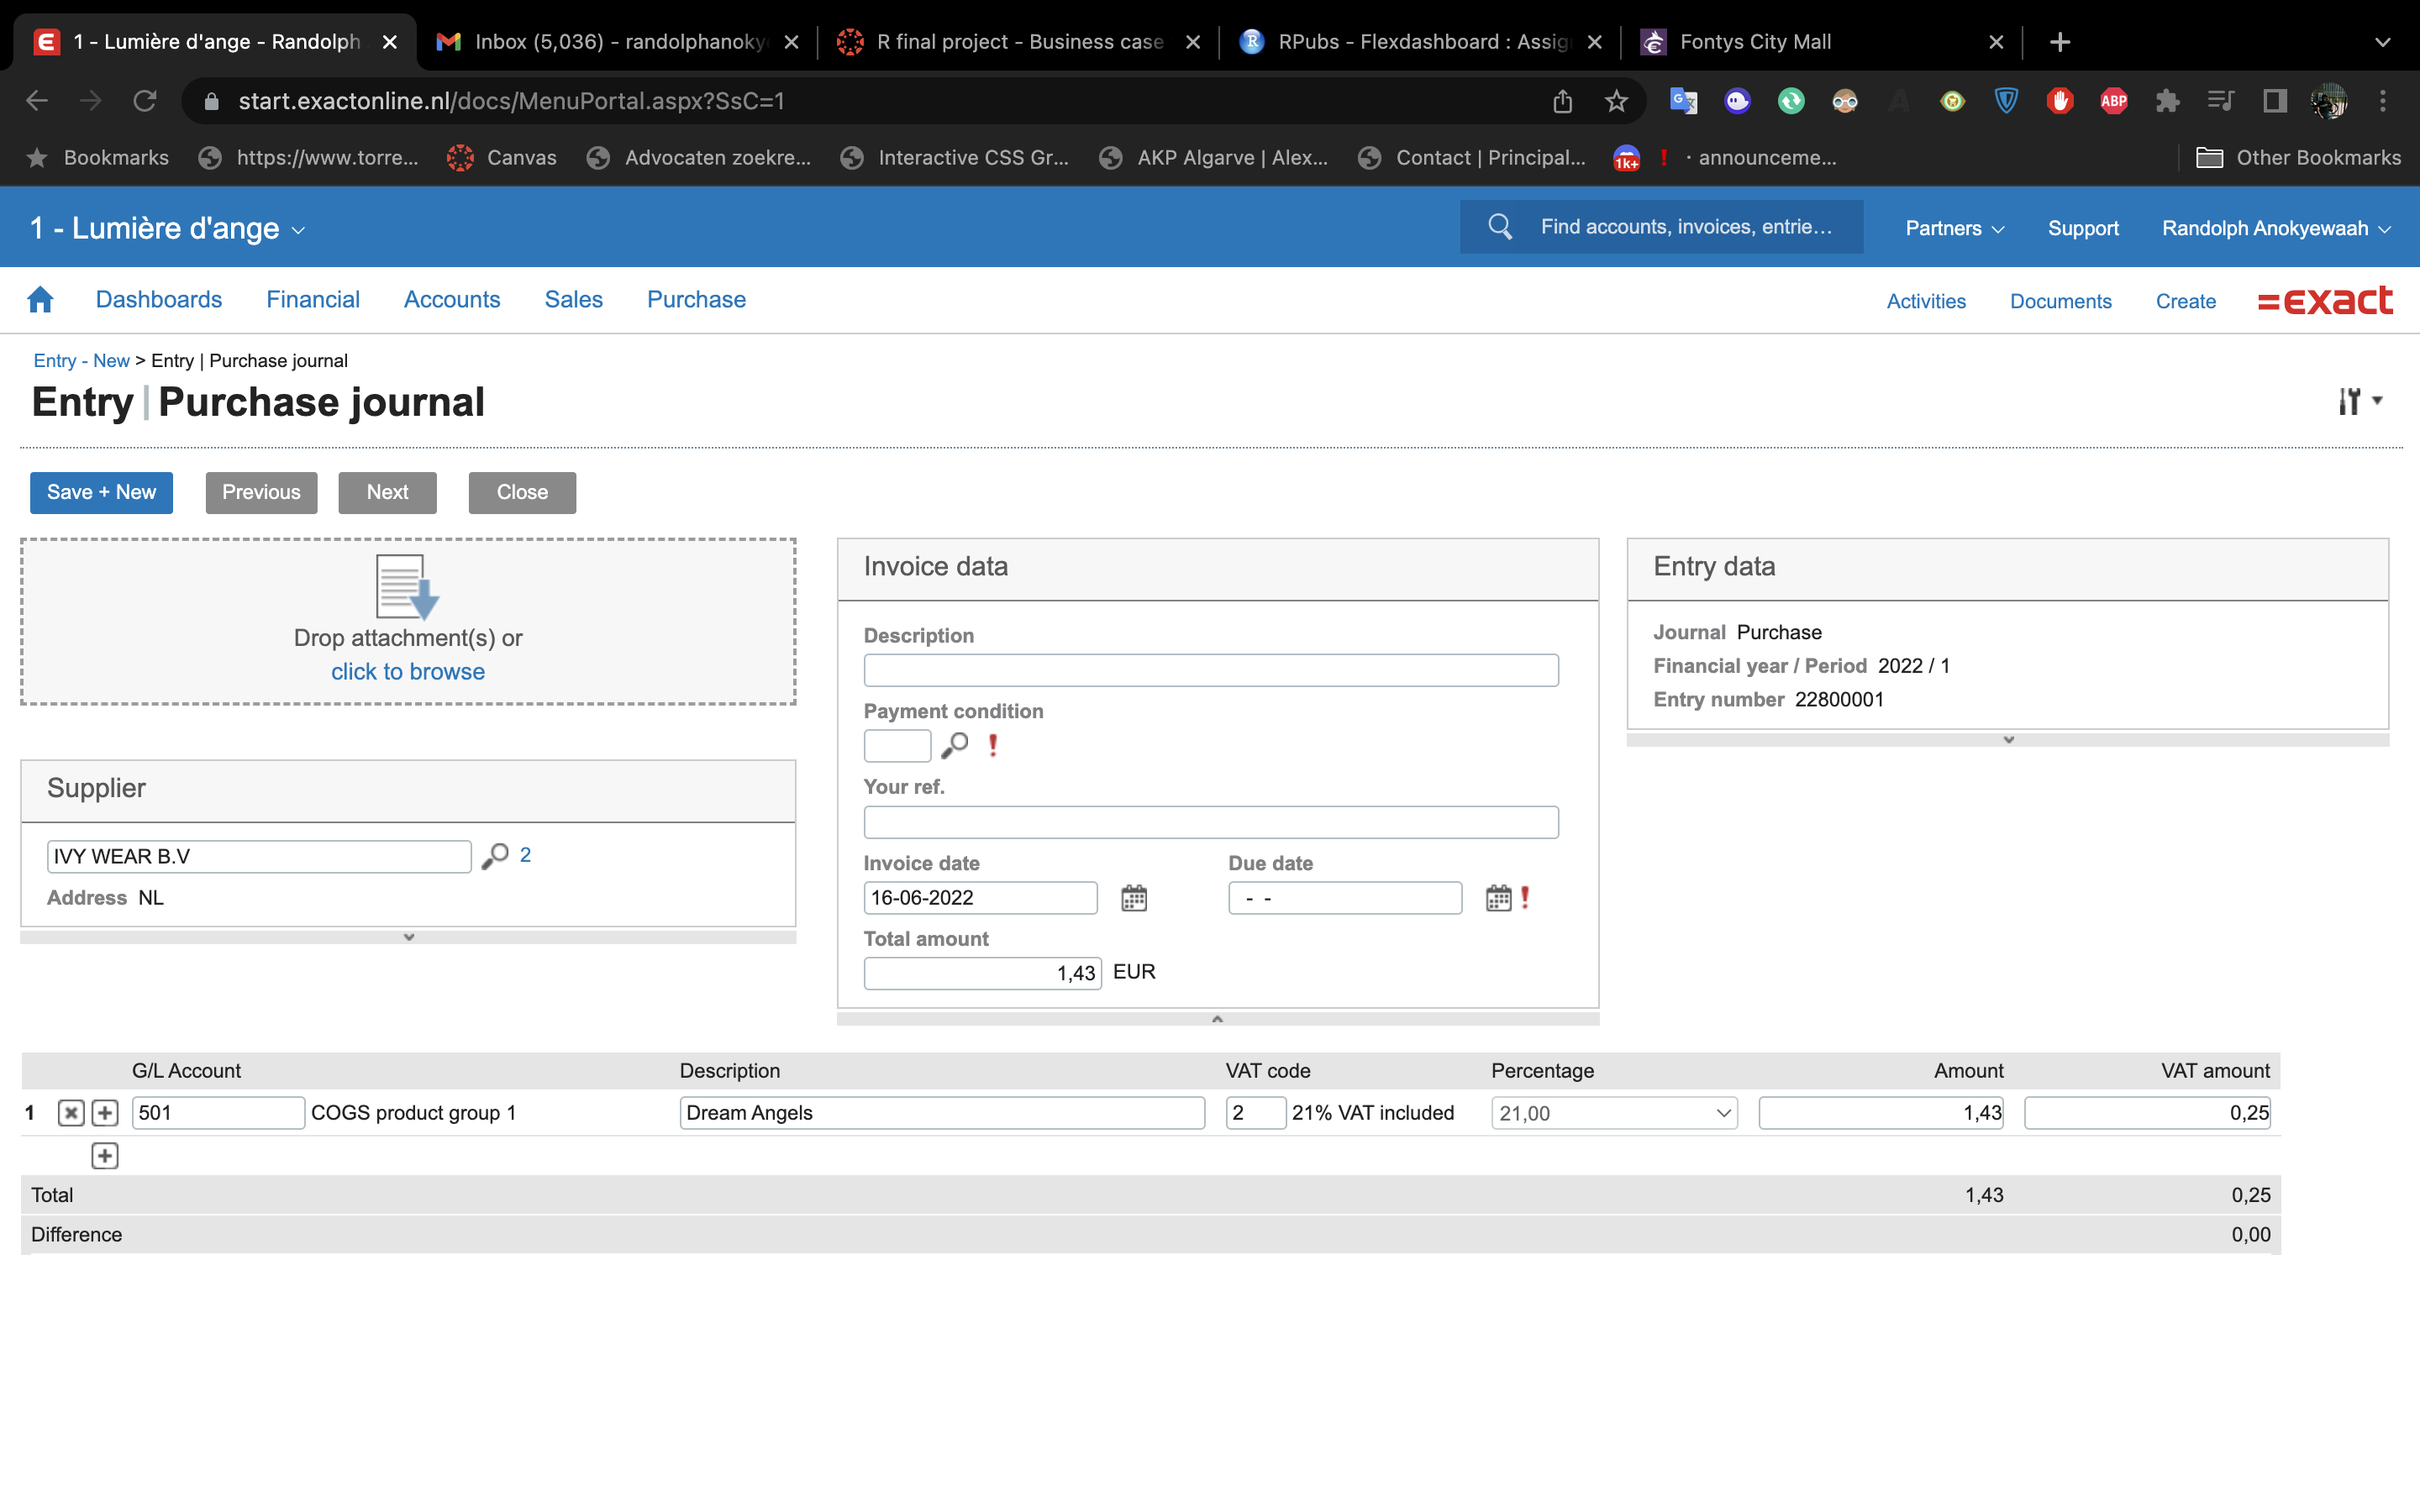 1 - Lumière d'ange - Randolph
Inbox (5,036) - randolphanoky
R final project - Business case
RPubs - Flexdashboard : Assig
Fontys City Mall
start.exactonline.nl/docs/MenuPortal.aspx?SsC=1
ABP
Bookmarks
https://www.torre...
Canvas
Advocaten zoekre...
Interactive CSS Gr...
AKP Algarve | Alex...
Contact | Principal...
1k+
! · announceme...
Other Bookmarks
1 - Lumière d'ange
Find accounts, invoices, entrie...
Partners
Support
Randolph Anokyewaah
Dashboards
Financial
Accounts
Sales
Purchase
Activities
Documents
Create
=exact
Entry - New > Entry | Purchase journal
Entry | Purchase journal
Save + New
Previous
Next
Close
Drop attachment(s) or
click to browse
Supplier
IVY WEAR B.V
2
Address NL
Invoice data
Description
Payment condition
!
Your ref.
Invoice date
Due date
16-06-2022
- -
!
Total amount
1,43 EUR
Entry data
Journal Purchase
Financial year / Period 2022 / 1
Entry number 22800001
G/L Account Description VAT code Percentage Amount VAT amount
1 501 COGS product group 1 Dream Angels 2 21% VAT included 21,00 1,43 0,25
Total 1,43 0,25
Difference 0,00